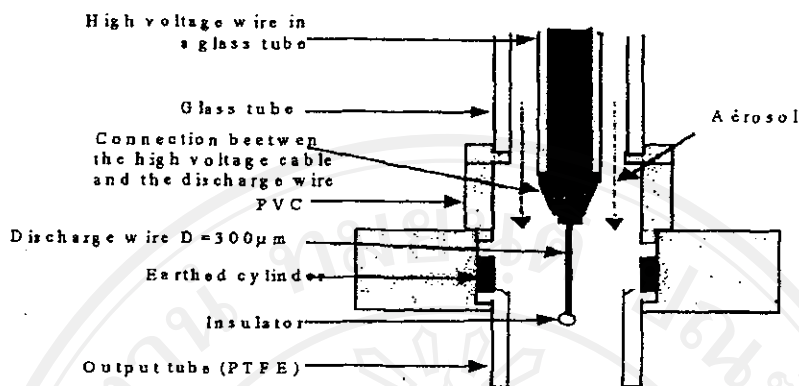 High voltage wire in
a glass tube
Glass tube
Aérosol
Connection beetwen
the high voltage cable
and the discharge wire
PVC
Discharge wire D=300µm
Earthed cylinder
Insulator
Output tube (PTFE)